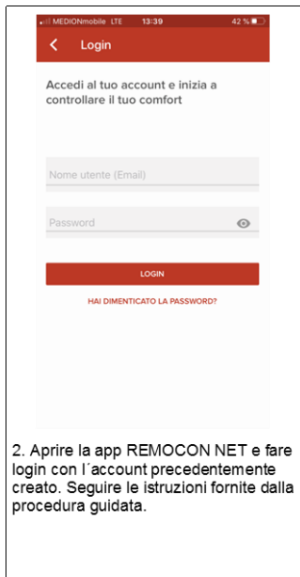 MEDIONmobile LTE 13:39 42 %
Login
Accedi al tuo account e inizia a
controllare il tuo comfort
Nome utente (Email)
Password
LOGIN
HAI DIMENTICATO LA PASSWORD?
2. Aprire la app REMOCON NET e fare
login con l´account precedentemente
creato. Seguire le istruzioni fornite dalla
procedura guidata.